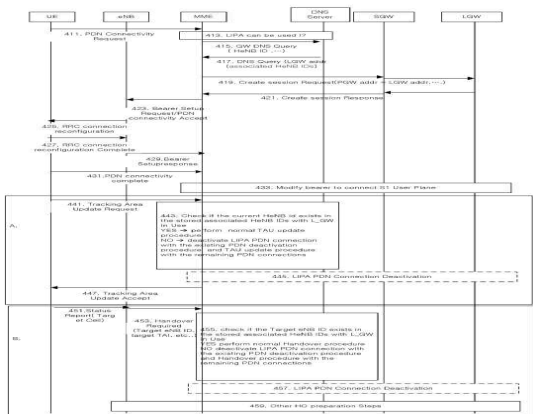 UE
eNB
MME
DNS
Server
SGW
LGW
411, PDN Connectivity
Request
413, LIPA can be used !?
415, GW DNS Query
( HeNB ID ,…)
417, DNS Query (LGW addr,
(associated HeNB IDs)
419, Create session Request(PGW addr = LGW addr,…,)
421, Create session Response
423, Bearer Setup
Request/PDN
connectivity Accept
425, RRC connection
reconfiguration
427, RRC connection
reconfiguration Complete
429,Bearer
Setupresponse
431,PDN connectivity
complete
433, Modify bearer to connect S1 User Plane
A,
441, Tracking Area
Update Request
443, Check if the current HeNB id exists in
the stored associated HeNB IDs with L_GW
in Use
YES → perform normal TAU update
procedure
NO → deactivate LIPA PDN connection
with the existing PDN deactivation
procedure, and TAU update procedure
with the remaining PDN connections
445, LIPA PDN Connection Deactivation
447, Tracking Area
Update Accept
B,
451,Status
Report( Targ
et Cell)
453, Handover
Required
(Target eNB ID,
target TAI, etc..)
455, check if the Target eNB ID exists in
the stored associated HeNB IDs with L_GW
in Use
YES perform normal Handover procedure
NO deactivate LIPA PDN connection with
the existing PDN deactivation procedure
and Handover procedure with the
remaining PDN connections
457, LIPA PDN Connection Deactivation
459, Other HO preparation Steps